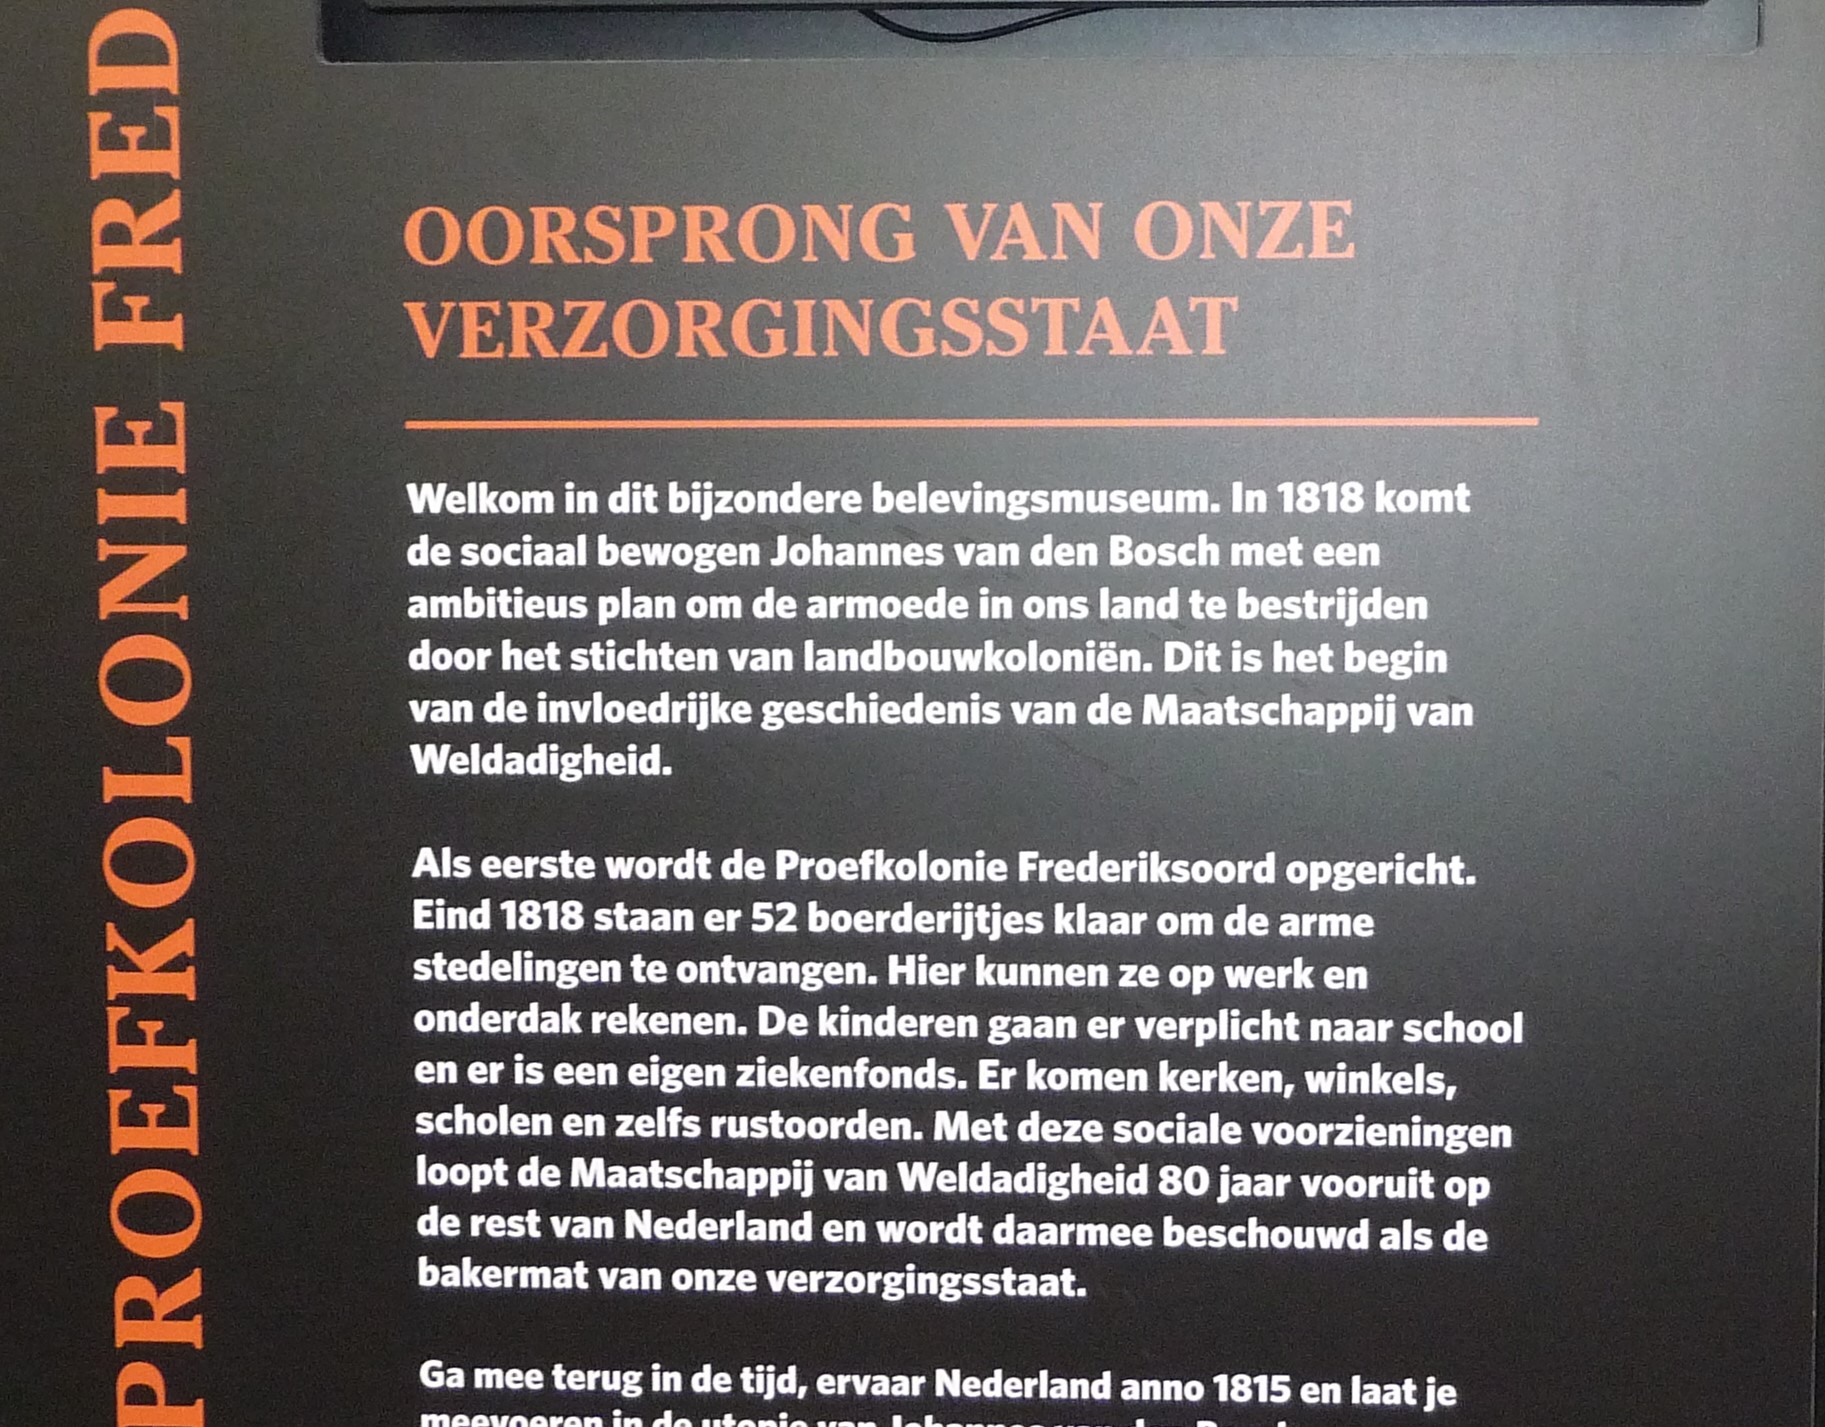 PROEFKOLONIE FRED
OORSPRONG VAN ONZE
VERZORGINGSSTAAT
Welkom in dit bijzondere belevingsmuseum. In 1818 komt
de sociaal bewogen Johannes van den Bosch met een
ambitieus plan om de armoede in ons land te bestrijden
door het stichten van landbouwkoloniën. Dit is het begin
van de invloedrijke geschiedenis van de Maatschappij van
Weldadigheid.
Als eerste wordt de Proefkolonie Frederiksoord opgericht.
Eind 1818 staan er 52 boerderijtjes klaar om de arme
stedelingen te ontvangen. Hier kunnen ze op werk en
onderdak rekenen. De kinderen gaan er verplicht naar school
en er is een eigen ziekenfonds. Er komen kerken, winkels,
scholen en zelfs rustoorden. Met deze sociale voorzieningen
loopt de Maatschappij van Weldadigheid 80 jaar vooruit op
de rest van Nederland en wordt daarmee beschouwd als de
bakermat van onze verzorgingsstaat.
Ga mee terug in de tijd, ervaar Nederland anno 1815 en laat je
meevoeren in de utopie van